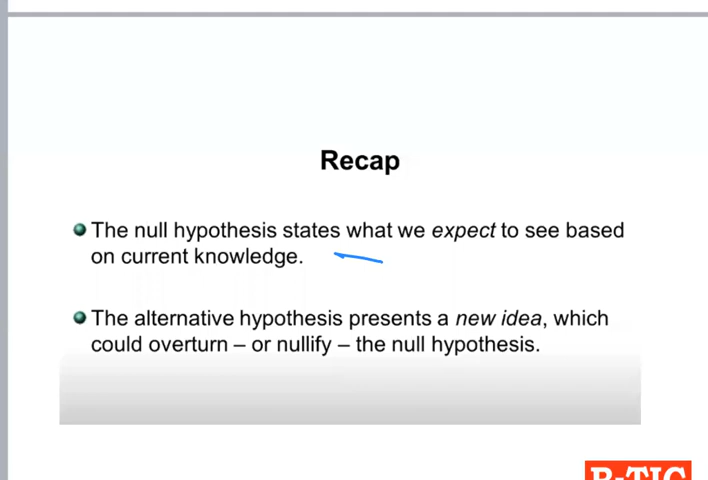 Recap
The null hypothesis states what we expect to see based
on current knowledge.
The alternative hypothesis presents a new idea, which
could overturn – or nullify – the null hypothesis.